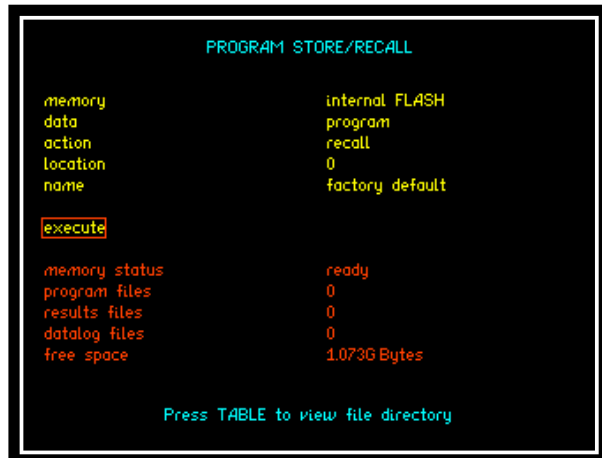 PROGRAM STORE/RECALL
memory internal FLASH
data program
action recall
location 0
name factory default
execute
memory status ready
program files 0
results files 0
datalog files 0
free space 1.073G Bytes
Press TABLE to view file directory